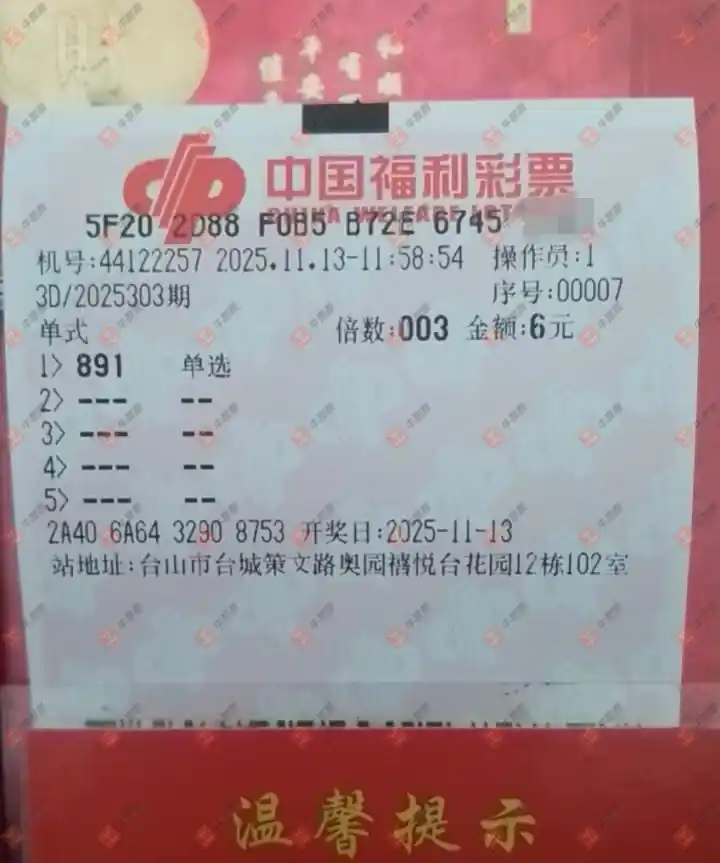 中国福利彩票
5F20 2D88 F0B5 B72E 6745
机号:44122257 2025.11.13-11:58:54 操作员:1
3D/2025303期 序号:00007
单式 倍数:003 金额:6元
1> 891 单选
2> --- --
3> --- --
4> --- --
5> --- --
2A40 6A64 3290 8753 开奖日:2025-11-13
站地址:台山市台城策文路奥园禧悦台花园12栋102室
温馨提示